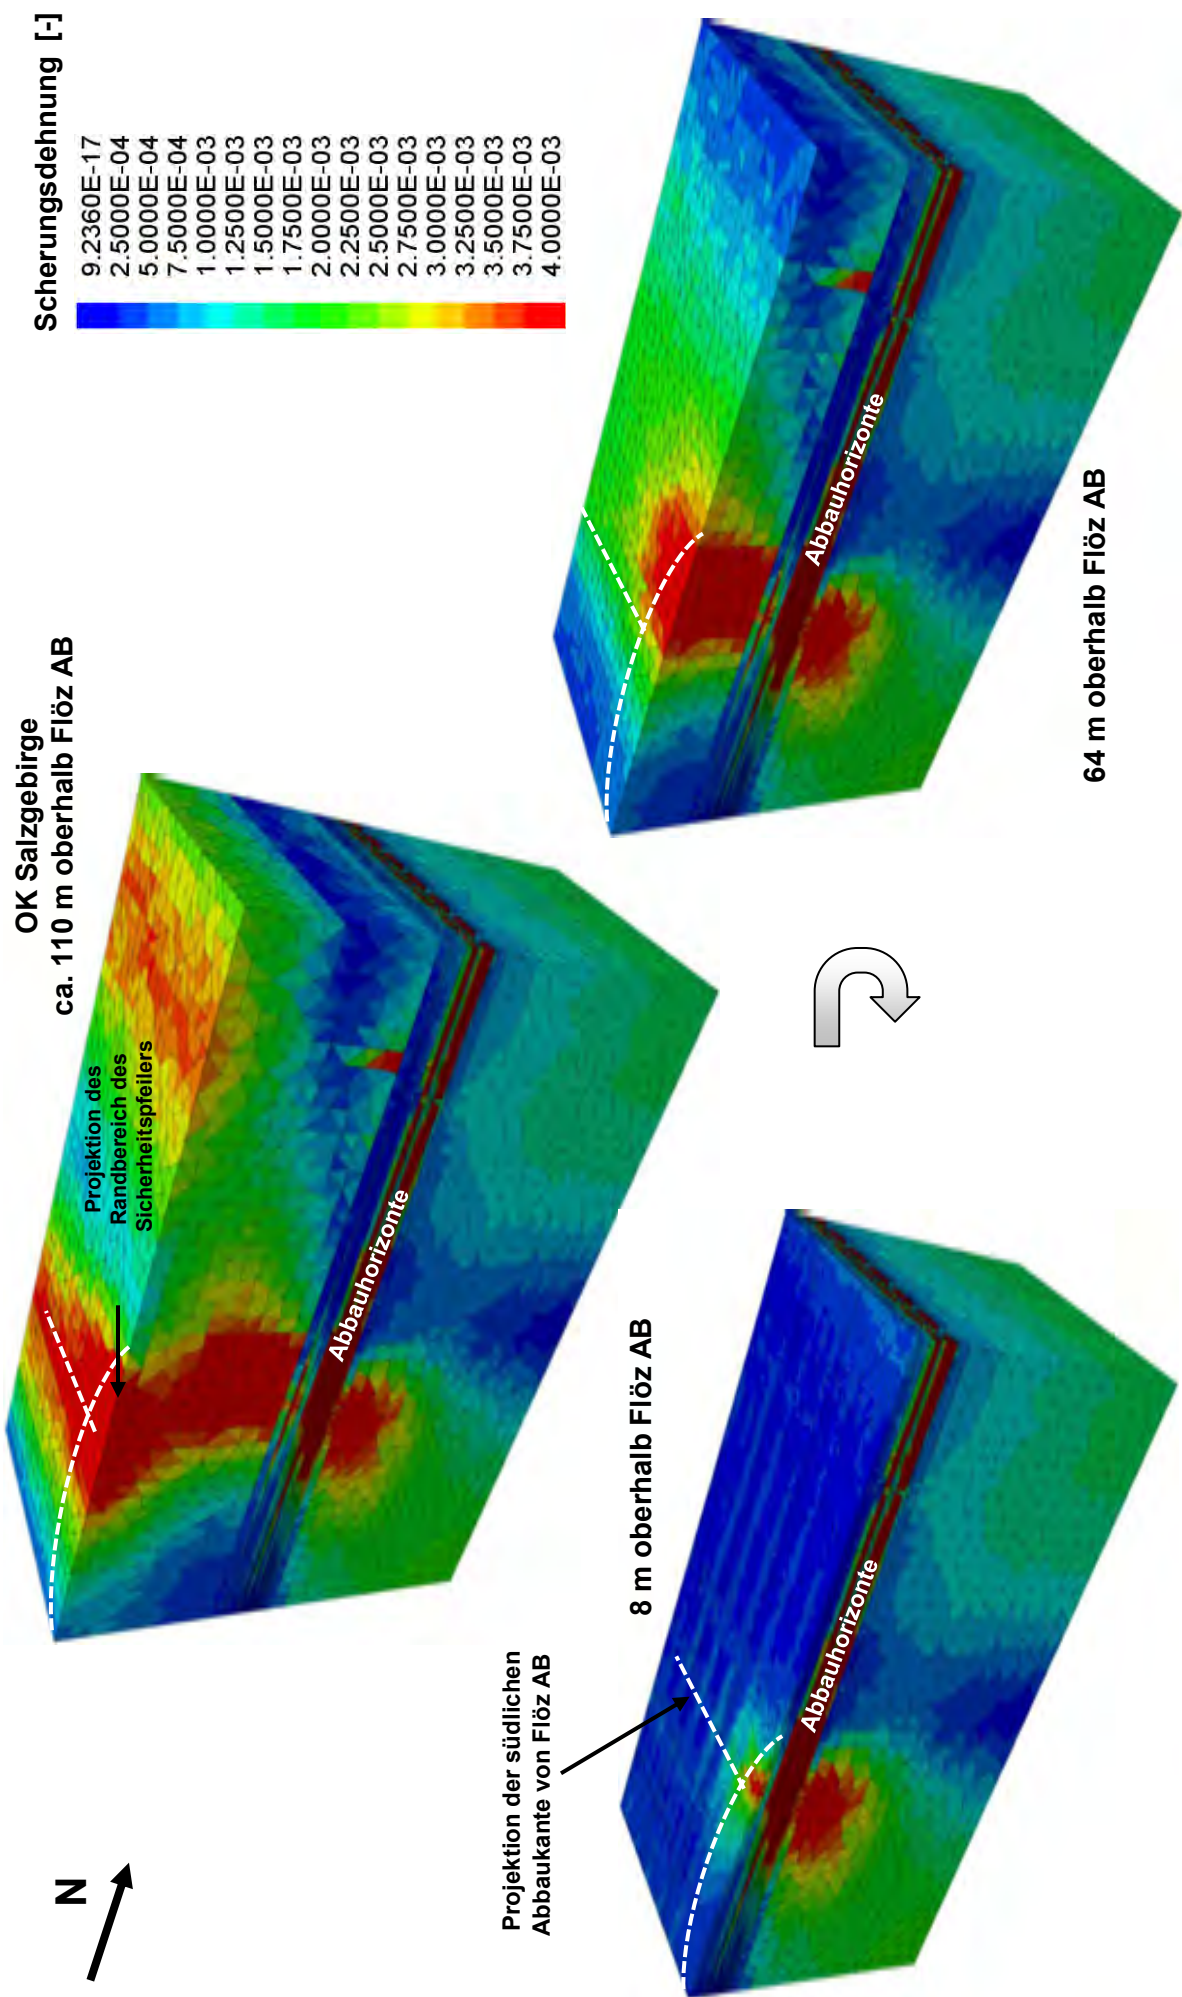 Scherungsdehnung [-]
9.2360E-17
2.5000E-04
5.0000E-04
7.5000E-04
1.0000E-03
1.2500E-03
1.5000E-03
1.7500E-03
2.0000E-03
2.2500E-03
2.5000E-03
2.7500E-03
3.0000E-03
3.2500E-03
3.5000E-03
3.7500E-03
4.0000E-03
OK Salzgebirge
ca. 110 m oberhalb Flöz AB
Projektion des
Randbereich des
Sicherheitspfeilers
Abbauhorizonte
N
Abbauhorizonte
64 m oberhalb Flöz AB
8 m oberhalb Flöz AB
Projektion der südlichen
Abbaukante von Flöz AB
Abbauhorizonte